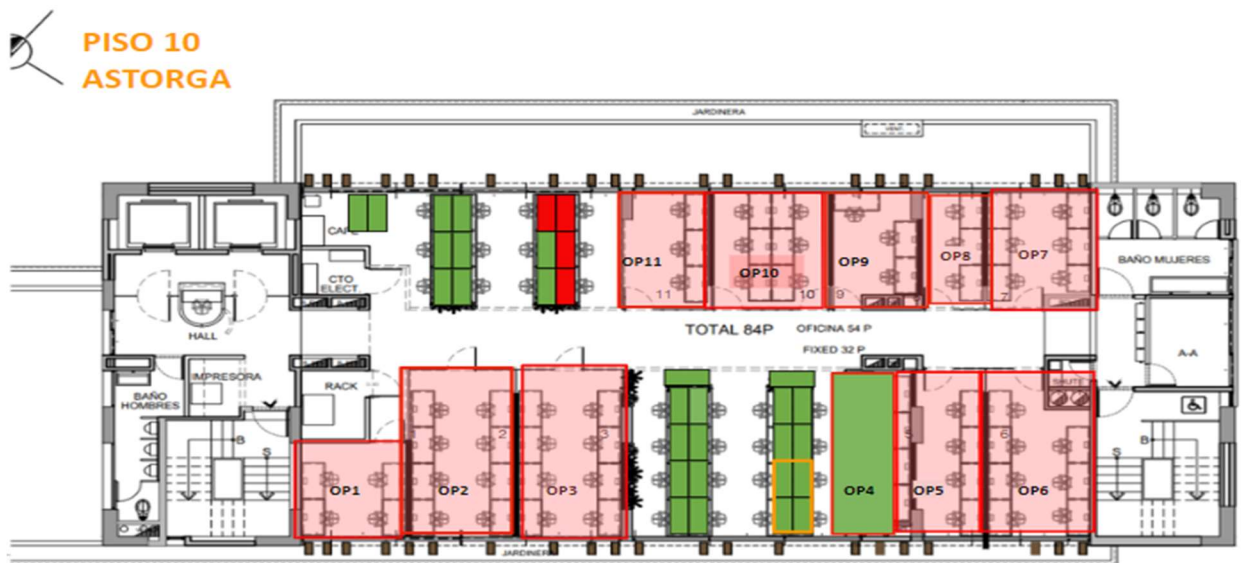 PISO 10
ASTORGA
JARDINERA
VENT.
CAFE
CTO
ELECT.
OP11
11
OP10
10
OP9
9
OP8
OP7
7
BAÑO MUJERES
HALL
TOTAL 84P
OFICINA 54 P
FIXED 32 P
A-A
IMPRESORA
RACK
BAÑO
HOMBRES
SHUTE
2
3
5
6
B
S
OP1
OP2
OP3
OP4
OP5
OP6
S
B
JARDINERA